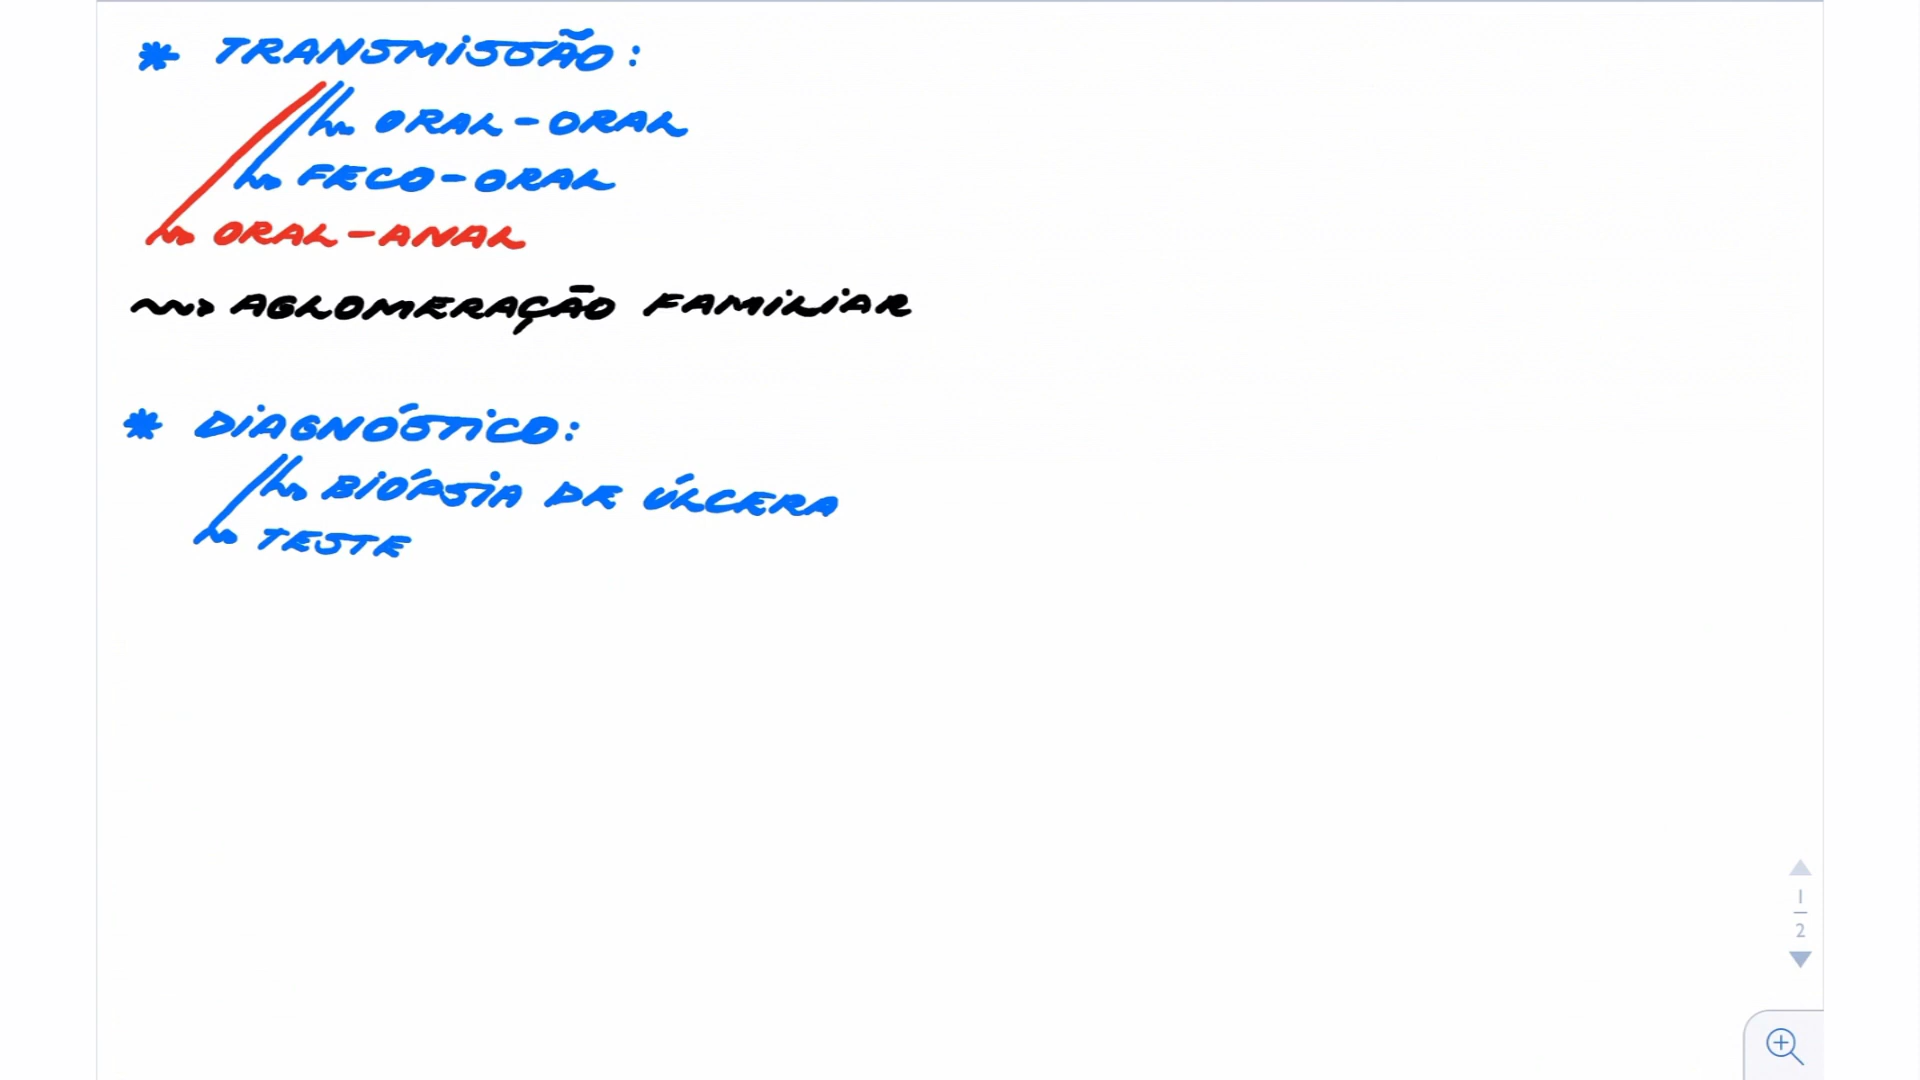 * TRANSMISSÃO:
ORAL-ORAL
FECO-ORAL
ORAL-ANAL
AGLOMERAÇÃO FAMILIAR
* DIAGNÓSTICO:
BIÓPSIA DE ÚLCERA
TESTE
1
2